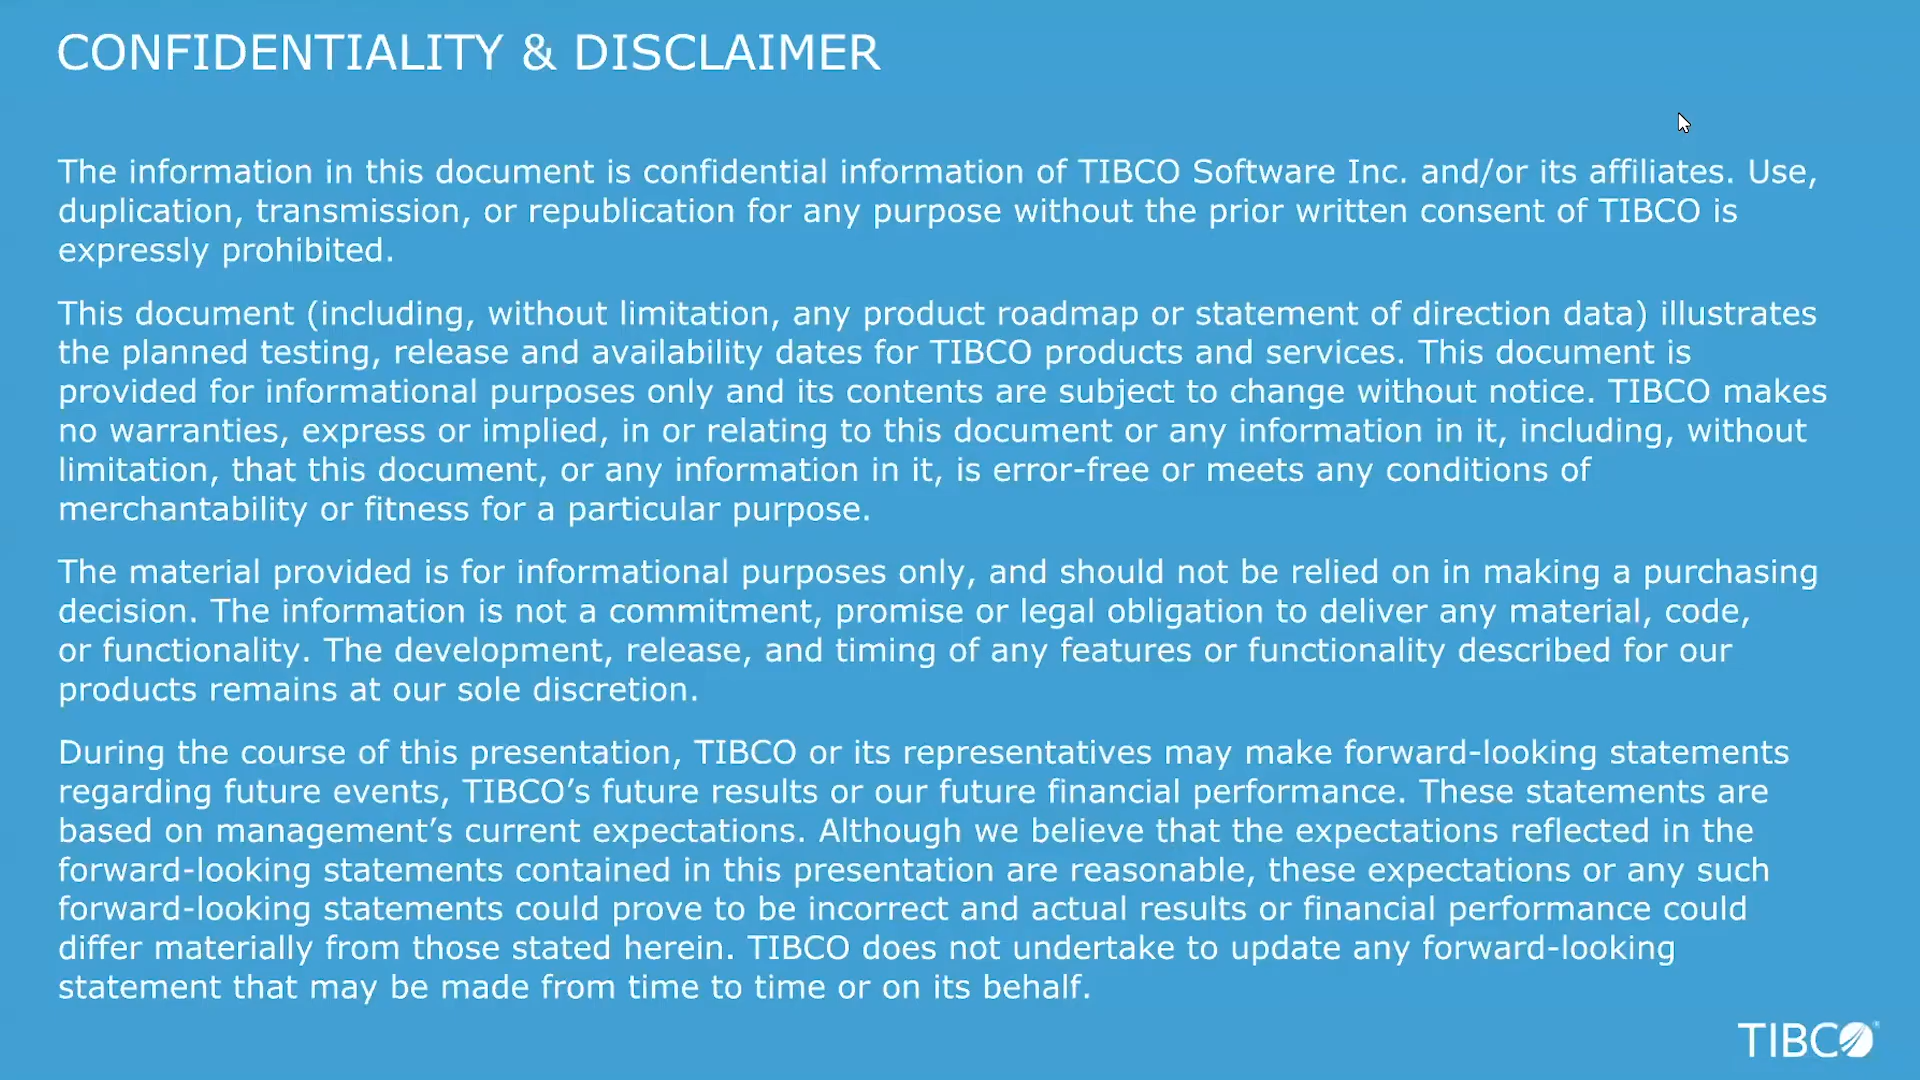 CONFIDENTIALITY & DISCLAIMER
The information in this document is confidential information of TIBCO Software Inc. and/or its affiliates. Use,
duplication, transmission, or republication for any purpose without the prior written consent of TIBCO is
expressly prohibited.
This document (including, without limitation, any product roadmap or statement of direction data) illustrates
the planned testing, release and availability dates for TIBCO products and services. This document is
provided for informational purposes only and its contents are subject to change without notice. TIBCO makes
no warranties, express or implied, in or relating to this document or any information in it, including, without
limitation, that this document, or any information in it, is error-free or meets any conditions of
merchantability or fitness for a particular purpose.
The material provided is for informational purposes only, and should not be relied on in making a purchasing
decision. The information is not a commitment, promise or legal obligation to deliver any material, code,
or functionality. The development, release, and timing of any features or functionality described for our
products remains at our sole discretion.
During the course of this presentation, TIBCO or its representatives may make forward-looking statements
regarding future events, TIBCO’s future results or our future financial performance. These statements are
based on management’s current expectations. Although we believe that the expectations reflected in the
forward-looking statements contained in this presentation are reasonable, these expectations or any such
forward-looking statements could prove to be incorrect and actual results or financial performance could
differ materially from those stated herein. TIBCO does not undertake to update any forward-looking
statement that may be made from time to time or on its behalf.
TIBCO™